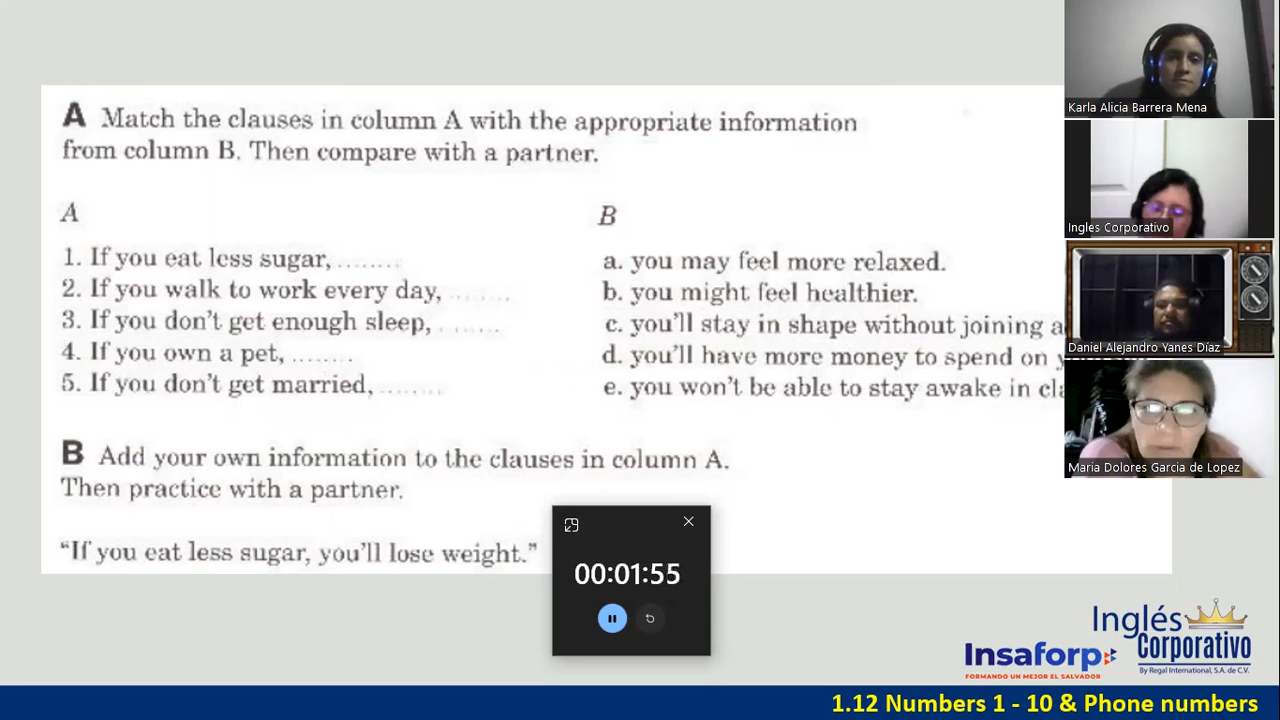 A Match the clauses in column A with the appropriate information
from column B. Then compare with a partner.
A
1. If you eat less sugar, ........
2. If you walk to work every day, ........
3. If you don't get enough sleep, ........
4. If you own a pet, ........
5. If you don't get married, ........
B
a. you may feel more relaxed.
b. you might feel healthier.
c. you'll stay in shape without joining a
d. you'll have more money to spend on
e. you won't be able to stay awake in
B Add your own information to the clauses in column A.
Then practice with a partner.
"If you eat less sugar, you'll lose weight."
00:01:55
Karla Alicia Barrera Mena
Ingles Corporativo
Daniel Alejandro Yanes Díaz
Maria Dolores Garcia de Lopez
Insaforp
FORMANDO UN MEJOR EL SALVADOR
Inglés
Corporativo
By Regal International, S.A. de C.V.
1.12 Numbers 1 - 10 & Phone numbers